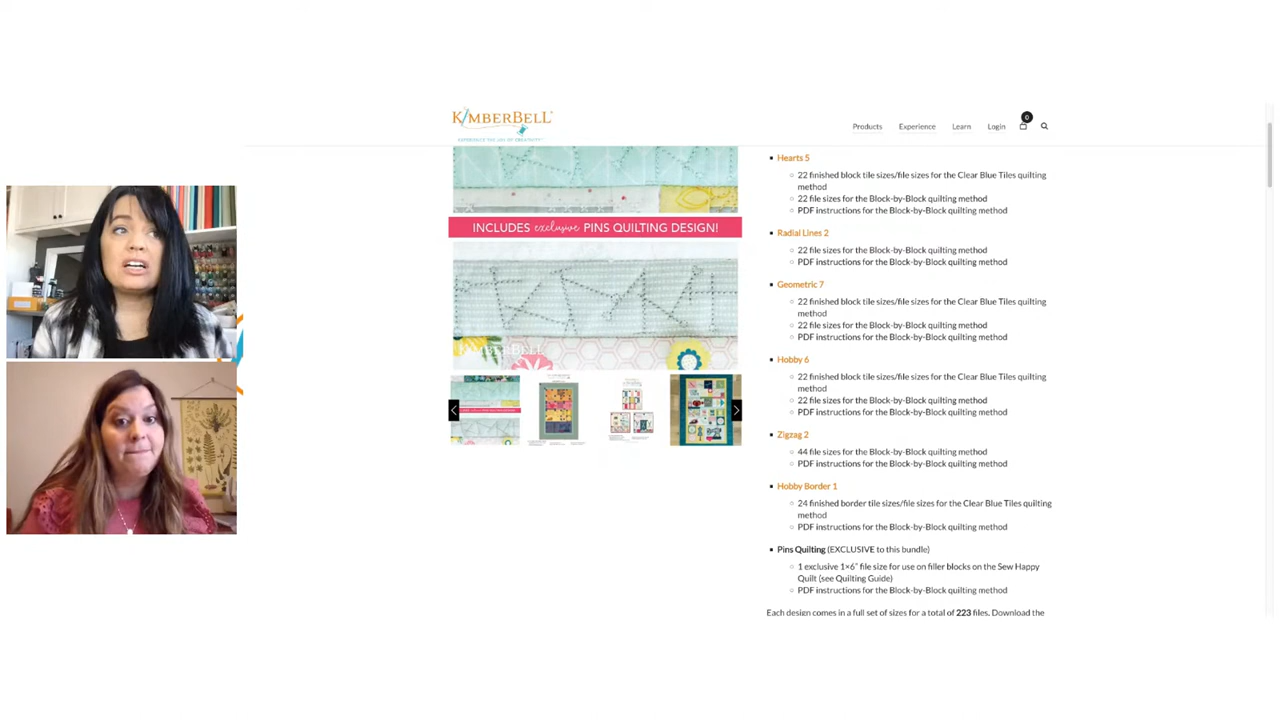 KIMBERBELL
EXPERIENCE THE JOY OF CREATIVITY
Products
Experience
Learn
Login
0
INCLUDES exclusive PINS QUILTING DESIGN!
KIMBERBELL
Hearts 5
22 finished block tile sizes/file sizes for the Clear Blue Tiles quilting
method
22 file sizes for the Block-by-Block quilting method
PDF instructions for the Block-by-Block quilting method
Radial Lines 2
22 file sizes for the Block-by-Block quilting method
PDF instructions for the Block-by-Block quilting method
Geometric 7
22 finished block tile sizes/file sizes for the Clear Blue Tiles quilting
method
22 file sizes for the Block-by-Block quilting method
PDF instructions for the Block-by-Block quilting method
Hobby 6
22 finished block tile sizes/file sizes for the Clear Blue Tiles quilting
method
22 file sizes for the Block-by-Block quilting method
PDF instructions for the Block-by-Block quilting method
Zigzag 2
44 file sizes for the Block-by-Block quilting method
PDF instructions for the Block-by-Block quilting method
Hobby Border 1
24 finished border tile sizes/file sizes for the Clear Blue Tiles quilting
method
PDF instructions for the Block-by-Block quilting method
Pins Quilting (EXCLUSIVE to this bundle)
1 exclusive 1×6" file size for use on filler blocks on the Sew Happy
Quilt (see Quilting Guide)
PDF instructions for the Block-by-Block quilting method
Each design comes in a full set of sizes for a total of 223 files. Download the